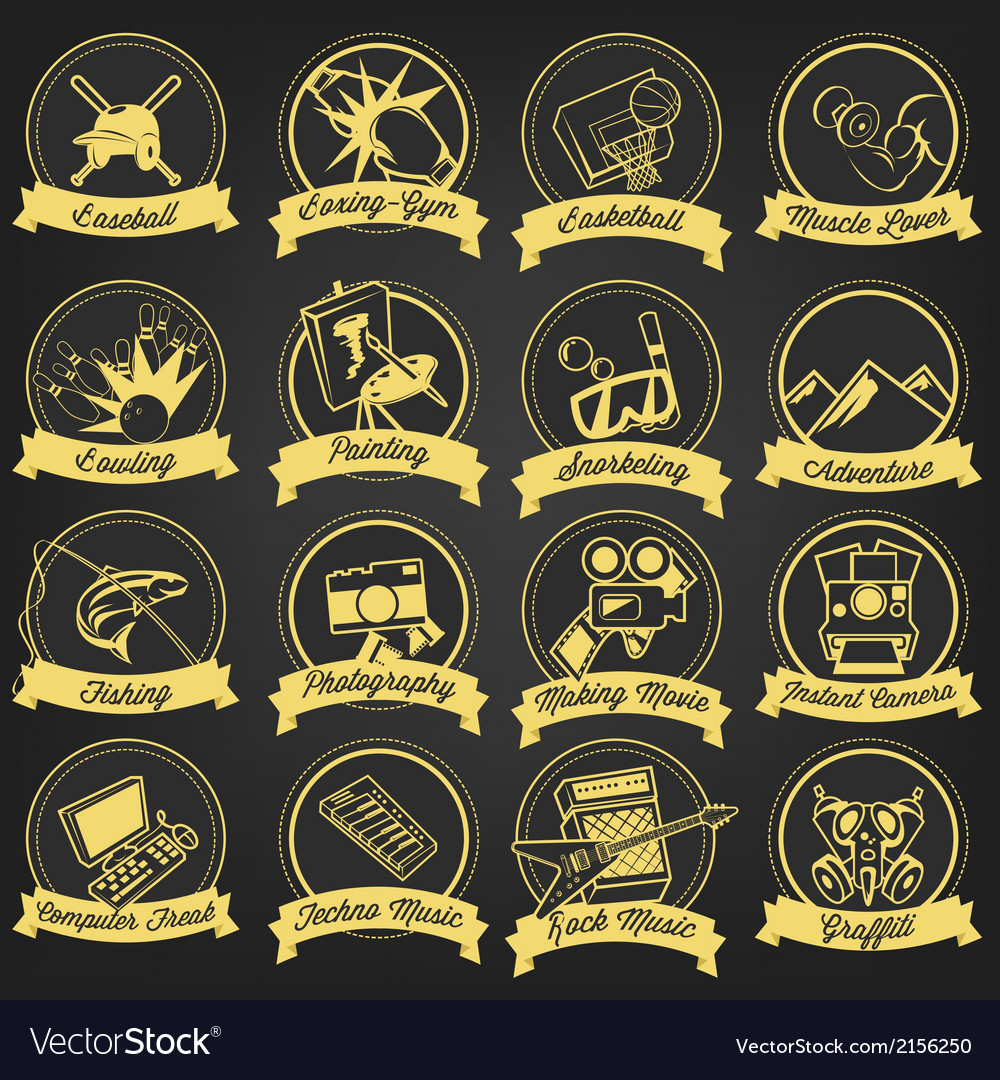 Baseball
Boxing-Gym
Basketball
Muscle Lover
Bowling
Painting
Snorkeling
Adventure
Fishing
Photography
Making Movie
Instant Camera
Computer Freak
Techno Music
Rock Music
Graffiti
VectorStock®
VectorStock.com/2156250